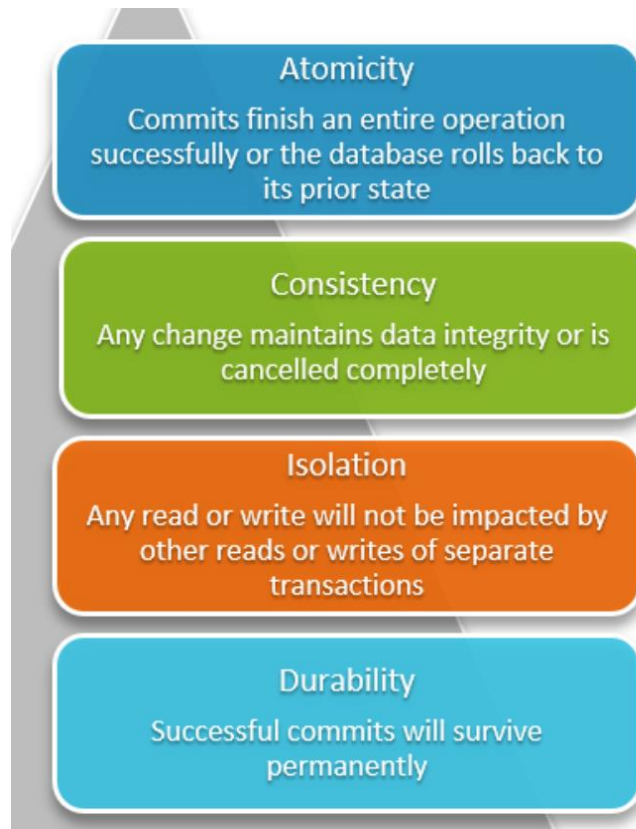 Atomicity
Commits finish an entire operation
successfully or the database rolls back to
its prior state
Consistency
Any change maintains data integrity or is
cancelled completely
Isolation
Any read or write will not be impacted by
other reads or writes of separate
transactions
Durability
Successful commits will survive
permanently